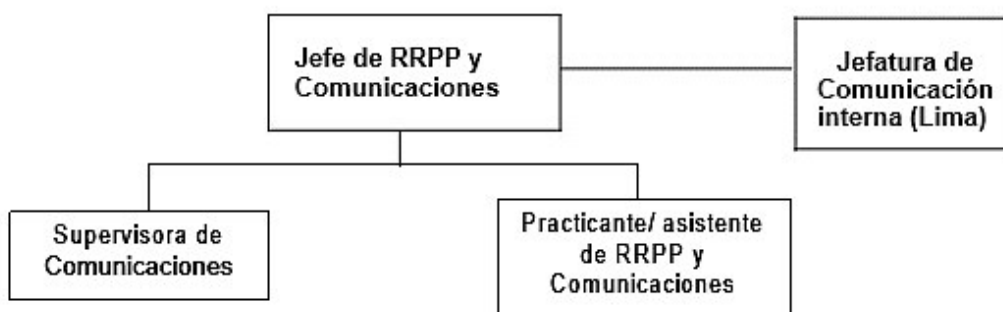 Jefe de RRPP y
Comunicaciones
Jefatura de
Comunicación
interna (Lima)
Supervisora de
Comunicaciones
Practicante/ asistente
de RRPP y
Comunicaciones